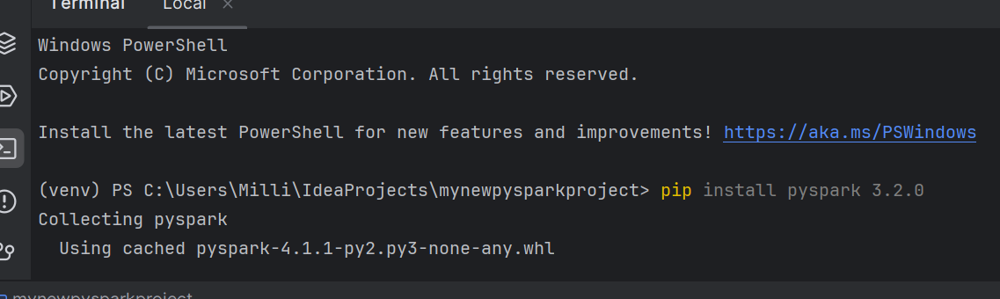 Terminal Local
Windows PowerShell
Copyright (C) Microsoft Corporation. All rights reserved.
Install the latest PowerShell for new features and improvements! https://aka.ms/PSWindows
(venv) PS C:\Users\Milli\IdeaProjects\mynewpysparkproject> pip install pyspark 3.2.0
Collecting pyspark
Using cached pyspark-4.1.1-py2.py3-none-any.whl
mynewpysparkproject